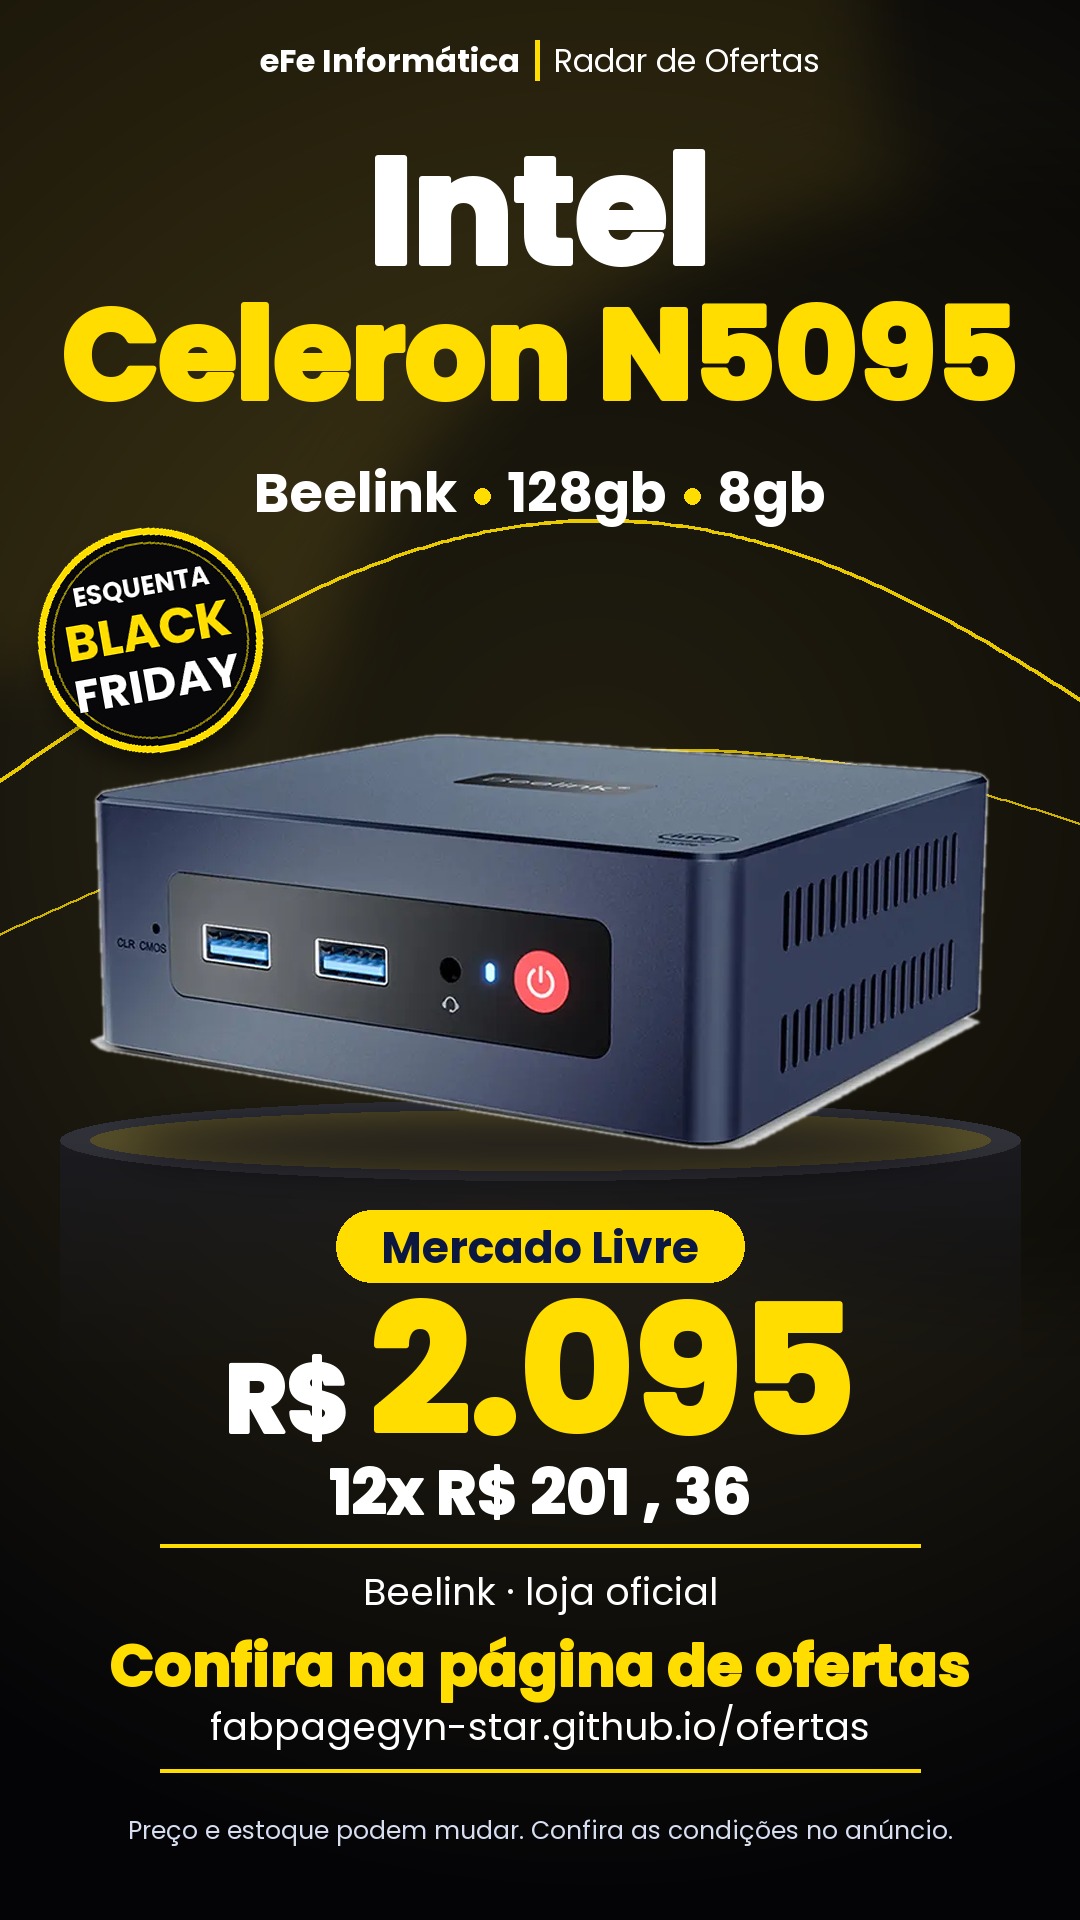 eFe Informática | Radar de Ofertas
Intel
Celeron N5095
Beelink • 128gb • 8gb
ESQUENTA
BLACK
FRIDAY
Beelink
intel
CLR CMOS
Mercado Livre
R$ 2.095
12x R$ 201 , 36
Beelink · loja oficial
Confira na página de ofertas
fabpagegyn-star.github.io/ofertas
Preço e estoque podem mudar. Confira as condições no anúncio.